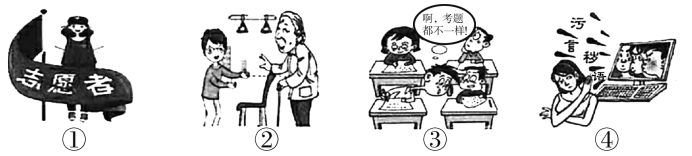 志愿者
①
②
啊，考题
都不一样!
③
污
言
秽
语
④